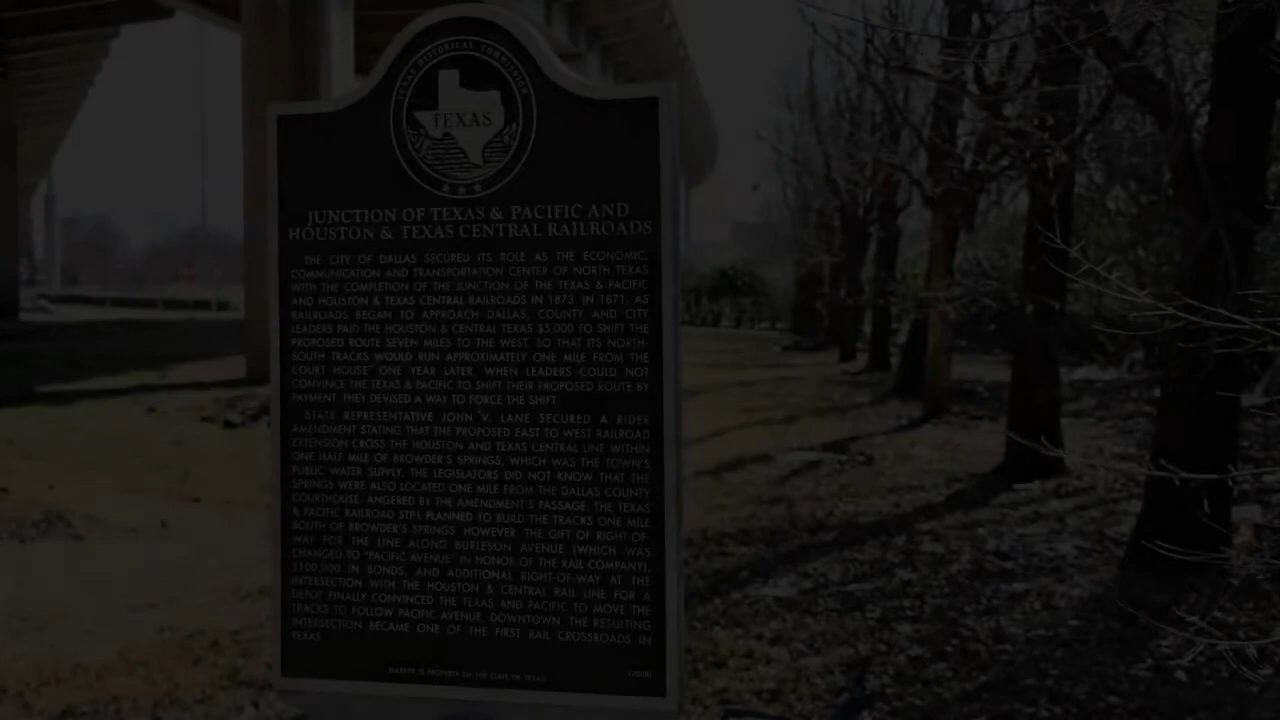 TEXAS HISTORICAL COMMISSION
TEXAS
JUNCTION OF TEXAS & PACIFIC AND
HOUSTON & TEXAS CENTRAL RAILROADS
THE CITY OF DALLAS SECURED ITS ROLE AS THE ECONOMIC,
COMMUNICATION AND TRANSPORTATION CENTER OF NORTH TEXAS
WITH THE COMPLETION OF THE JUNCTION OF THE TEXAS & PACIFIC
AND HOUSTON & TEXAS CENTRAL RAILROADS IN 1873. IN 1871, AS
RAILROADS BEGAN TO APPROACH DALLAS, COUNTY AND CITY
LEADERS PAID THE HOUSTON & CENTRAL TEXAS $5,000 TO SHIFT THE
PROPOSED ROUTE SEVEN MILES TO THE WEST, SO THAT ITS NORTH-
SOUTH TRACKS WOULD RUN APPROXIMATELY ONE MILE FROM THE
COURT HOUSE. ONE YEAR LATER, WHEN LEADERS COULD NOT
CONVINCE THE TEXAS & PACIFIC TO SHIFT THEIR PROPOSED ROUTE BY
PAYMENT, THEY DEVISED A WAY TO FORCE THE SHIFT.
STATE REPRESENTATIVE JOHN V. LANE SECURED A RIDER
AMENDMENT STATING THAT THE PROPOSED EAST TO WEST RAILROAD
EXTENSION CROSS THE HOUSTON AND TEXAS CENTRAL LINE WITHIN
ONE HALF MILE OF BROWDER'S SPRINGS, WHICH WAS THE TOWN'S
PUBLIC WATER SUPPLY. THE LEGISLATORS DID NOT KNOW THAT THE
SPRINGS WERE ALSO LOCATED ONE MILE FROM THE DALLAS COUNTY
COURTHOUSE. ANGERED BY THE AMENDMENT'S PASSAGE, THE TEXAS
& PACIFIC RAILROAD STILL PLANNED TO BUILD THE TRACKS ONE MILE
SOUTH OF BROWDER'S SPRINGS. HOWEVER, THE GIFT OF RIGHT-OF-
WAY FOR THE LINE ALONG BURLESON AVENUE (WHICH WAS
CHANGED TO "PACIFIC AVENUE" IN HONOR OF THE RAIL COMPANY),
$100,000 IN BONDS, AND ADDITIONAL RIGHT-OF-WAY AT THE
INTERSECTION WITH THE HOUSTON & CENTRAL RAIL LINE FOR A
DEPOT FINALLY CONVINCED THE TEXAS AND PACIFIC TO MOVE THE
TRACKS TO FOLLOW PACIFIC AVENUE, DOWNTOWN. THE RESULTING
INTERSECTION BECAME ONE OF THE FIRST RAIL CROSSROADS IN
TEXAS.
MARKER IS PROPERTY OF THE STATE OF TEXAS